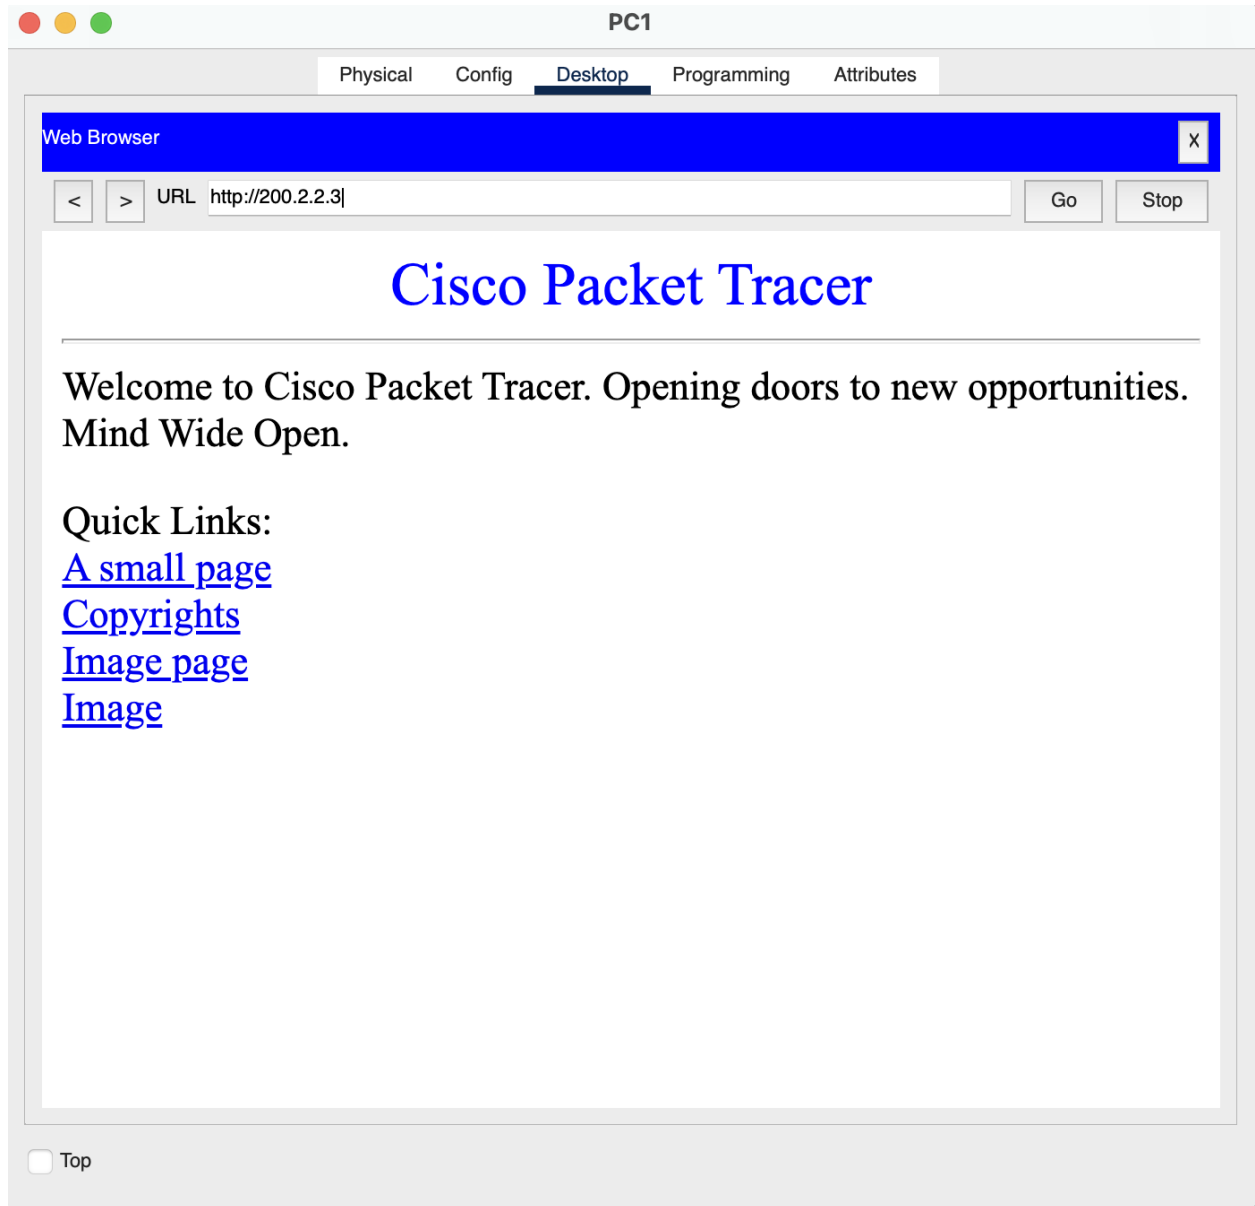 PC1
Physical Config Desktop Programming Attributes
Web Browser X
< > URL http://200.2.2.3 Go Stop
Cisco Packet Tracer
Welcome to Cisco Packet Tracer. Opening doors to new opportunities.
Mind Wide Open.
Quick Links:
A small page
Copyrights
Image page
Image
Top